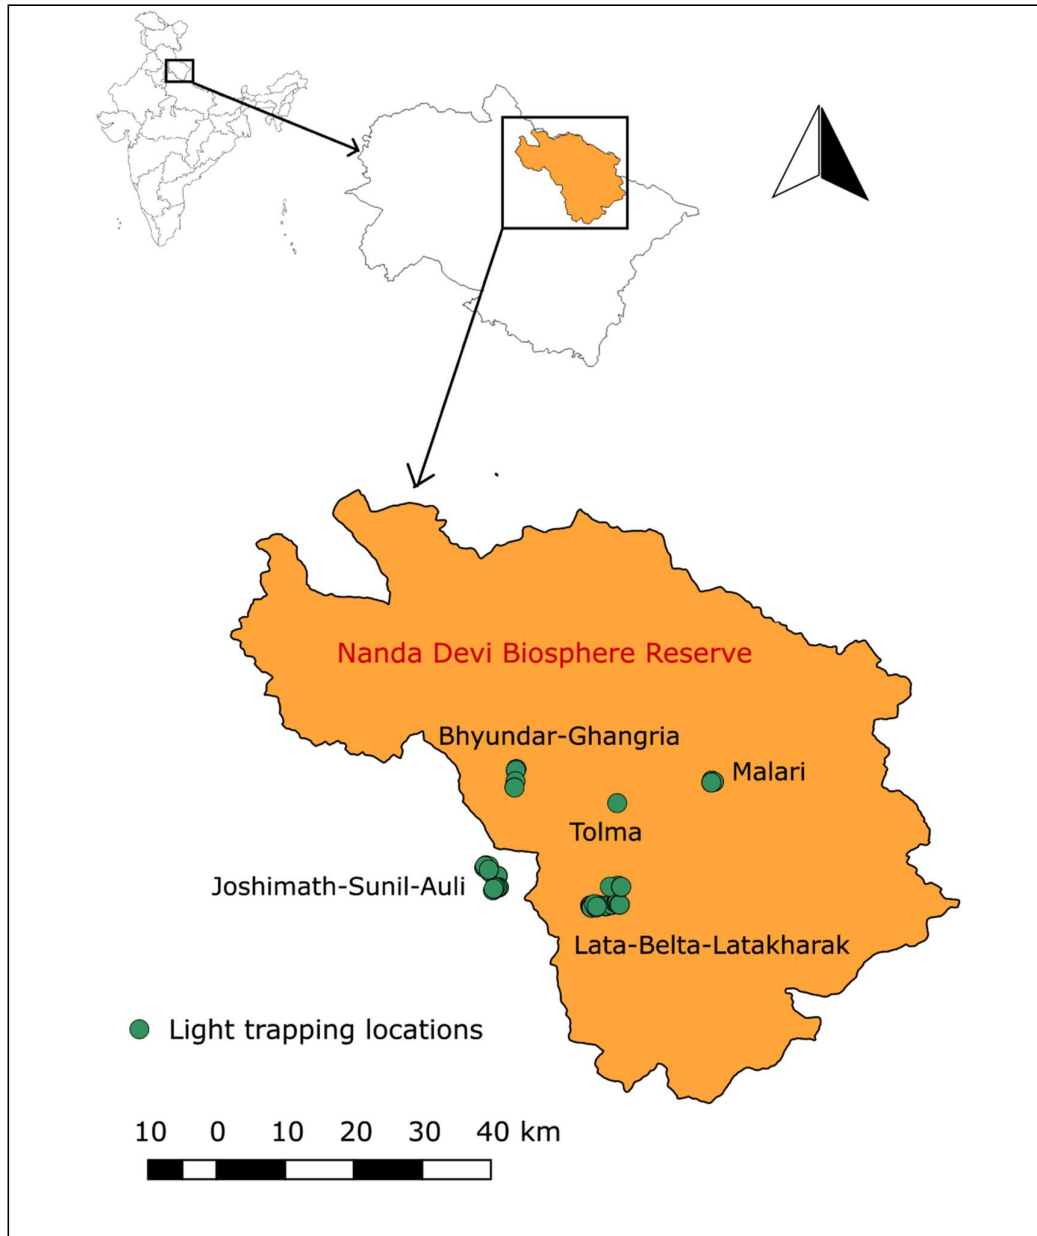 Nanda Devi Biosphere Reserve
Bhyundar-Ghangria
Malari
Tolma
Joshimath-Sunil-Auli
Lata-Belta-Latakharak
Light trapping locations
10 0 10 20 30 40 km